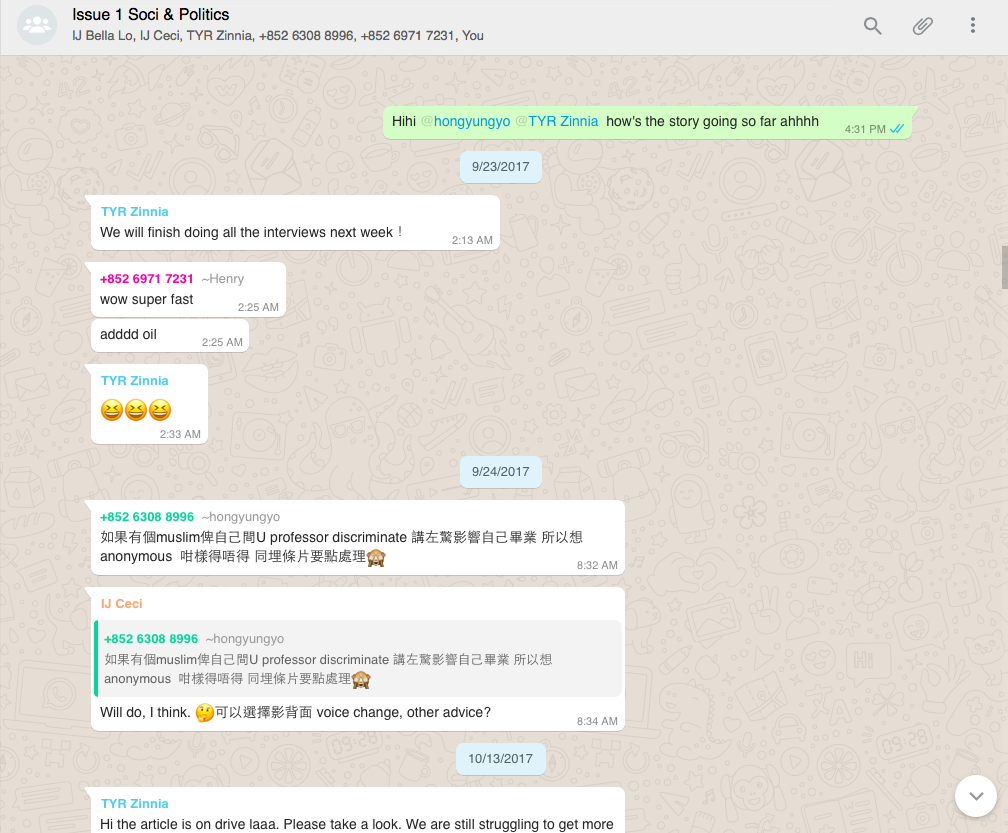 Issue 1 Soci & Politics
IJ Bella Lo, IJ Ceci, TYR Zinnia, +852 6308 8996, +852 6971 7231, You
Hihi @hongyungyo @TYR Zinnia how's the story going so far ahhhh
4:31 PM
9/23/2017
TYR Zinnia
We will finish doing all the interviews next week！
2:13 AM
+852 6971 7231 ~Henry
wow super fast
2:25 AM
adddd oil
2:25 AM
TYR Zinnia
😆😆😆
2:33 AM
9/24/2017
+852 6308 8996 ~hongyungyo
如果有個muslim俾自己間U professor discriminate 講左驚影響自己畢業 所以想
anonymous 咁樣得唔得 同埋條片要點處理🙈
8:32 AM
IJ Ceci
+852 6308 8996 ~hongyungyo
如果有個muslim俾自己間U professor discriminate 講左驚影響自己畢業 所以想
anonymous 咁樣得唔得 同埋條片要點處理🙈
Will do, I think. 🤔可以選擇影背面 voice change, other advice?
8:34 AM
10/13/2017
TYR Zinnia
Hi the article is on drive laaa. Please take a look. We are still struggling to get more